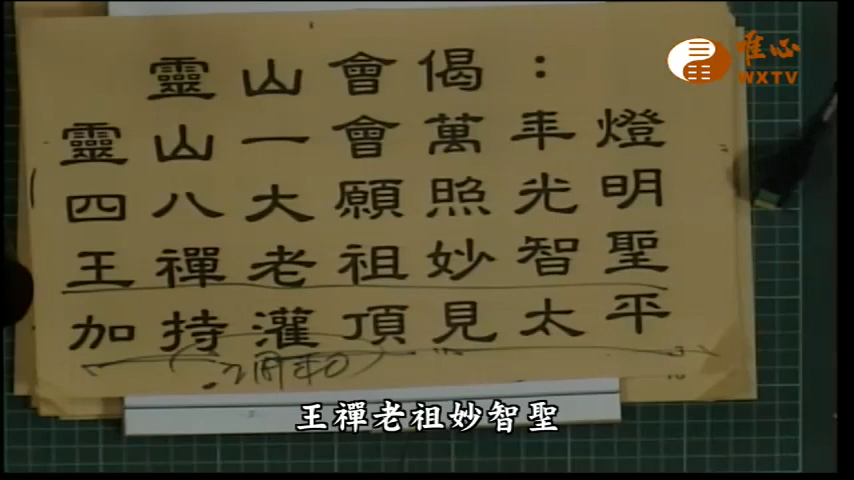 唯心
WXTV
靈山會偈：
靈山一會萬年燈
四八大願照光明
王禪老祖妙智聖
加持灌頂見太平
王禪老祖妙智聖